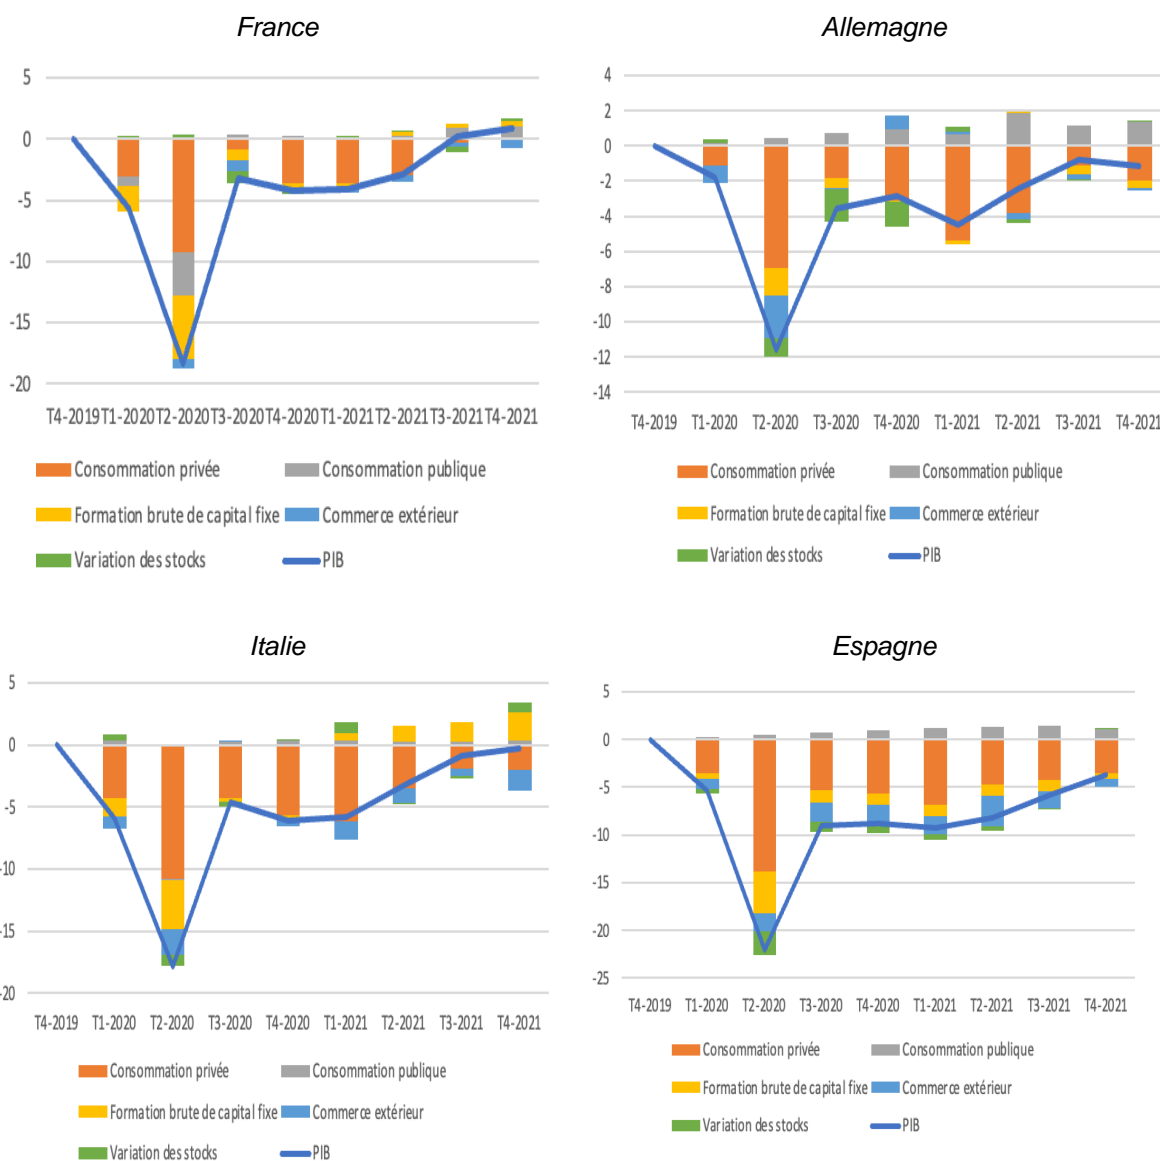 France
5
0
-5
-10
-15
-20
T4-2019 T1-2020 T2-2020 T3-2020 T4-2020 T1-2021 T2-2021 T3-2021 T4-2021
Consommation privée Consommation publique
Formation brute de capital fixe Commerce extérieur
Variation des stocks PIB
Allemagne
4
2
0
-2
-4
-6
-8
-10
-12
-14
T4-2019 T1-2020 T2-2020 T3-2020 T4-2020 T1-2021 T2-2021 T3-2021 T4-2021
Consommation privée Consommation publique
Formation brute de capital fixe Commerce extérieur
Variation des stocks PIB
Italie
5
0
-5
-10
-15
-20
T4-2019 T1-2020 T2-2020 T3-2020 T4-2020 T1-2021 T2-2021 T3-2021 T4-2021
Consommation privée Consommation publique
Formation brute de capital fixe Commerce extérieur
Variation des stocks PIB
Espagne
5
0
-5
-10
-15
-20
-25
T4-2019 T1-2020 T2-2020 T3-2020 T4-2020 T1-2021 T2-2021 T3-2021 T4-2021
Consommation privée Consommation publique
Formation brute de capital fixe Commerce extérieur
Variation des stocks PIB